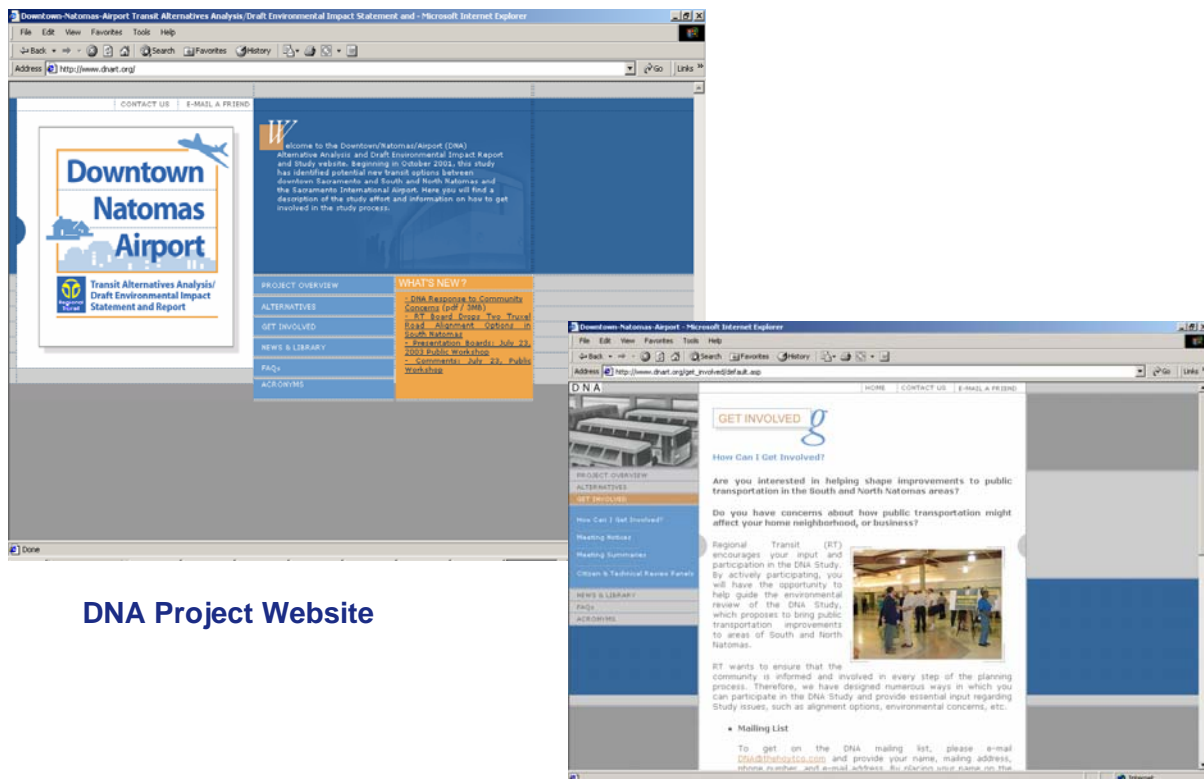 Downtown-Natomas-Airport Transit Alternatives Analysis/Draft Environmental Impact Statement and - Microsoft Internet Explorer
File Edit View Favorites Tools Help
Back Search Favorites History
Address http://www.dnart.org/ Go Links »
CONTACT US E-MAIL A FRIEND
Downtown
Natomas
Airport
Regional
Transit
Transit Alternatives Analysis/
Draft Environmental Impact
Statement and Report
Welcome to the Downtown/Natomas/Airport (DNA)
Alternative Analysis and Draft Environmental Impact Report
and Study website. Beginning in October 2001, this study
has identified potential new transit options between
downtown Sacramento and South and North Natomas and
the Sacramento International Airport. Here you will find a
description of the study effort and information on how to get
involved in the study process.
PROJECT OVERVIEW
ALTERNATIVES
GET INVOLVED
NEWS & LIBRARY
FAQs
ACRONYMS
WHAT'S NEW ?
- DNA Response to Community
Concerns (pdf / 3MB)
- RT Board Drops Two Truxel
Road Alignment Options in
South Natomas
- Presentation Boards: July 23,
2003 Public Workshop
- Comments: July 23, Public
Workshop
Done
DNA Project Website
Downtown-Natomas-Airport - Microsoft Internet Explorer
File Edit View Favorites Tools Help
Back Search Favorites History
Address http://www.dnart.org/get_involved/default.asp Go Links
DNA
HOME CONTACT US E-MAIL A FRIEND
PROJECT OVERVIEW
ALTERNATIVES
GET INVOLVED
How Can I Get Involved?
Meeting Notices
Meeting Summaries
Citizen & Technical Review Panels
NEWS & LIBRARY
FAQs
ACRONYMS
GET INVOLVED g
How Can I Get Involved?
Are you interested in helping shape improvements to public
transportation in the South and North Natomas areas?
Do you have concerns about how public transportation might
affect your home neighborhood, or business?
Regional Transit (RT)
encourages your input and
participation in the DNA Study.
By actively participating, you
will have the opportunity to
help guide the environmental
review of the DNA Study,
which proposes to bring public
transportation improvements
to areas of South and North
Natomas.
RT wants to ensure that the
community is informed and involved in every step of the planning
process. Therefore, we have designed numerous ways in which you
can participate in the DNA Study and provide essential input regarding
Study issues, such as alignment options, environmental concerns, etc.
• Mailing List
To get on the DNA mailing list, please e-mail
DNA@thehoytco.com and provide your name, mailing address,
phone number, and e-mail address. By placing your name on the
Internet